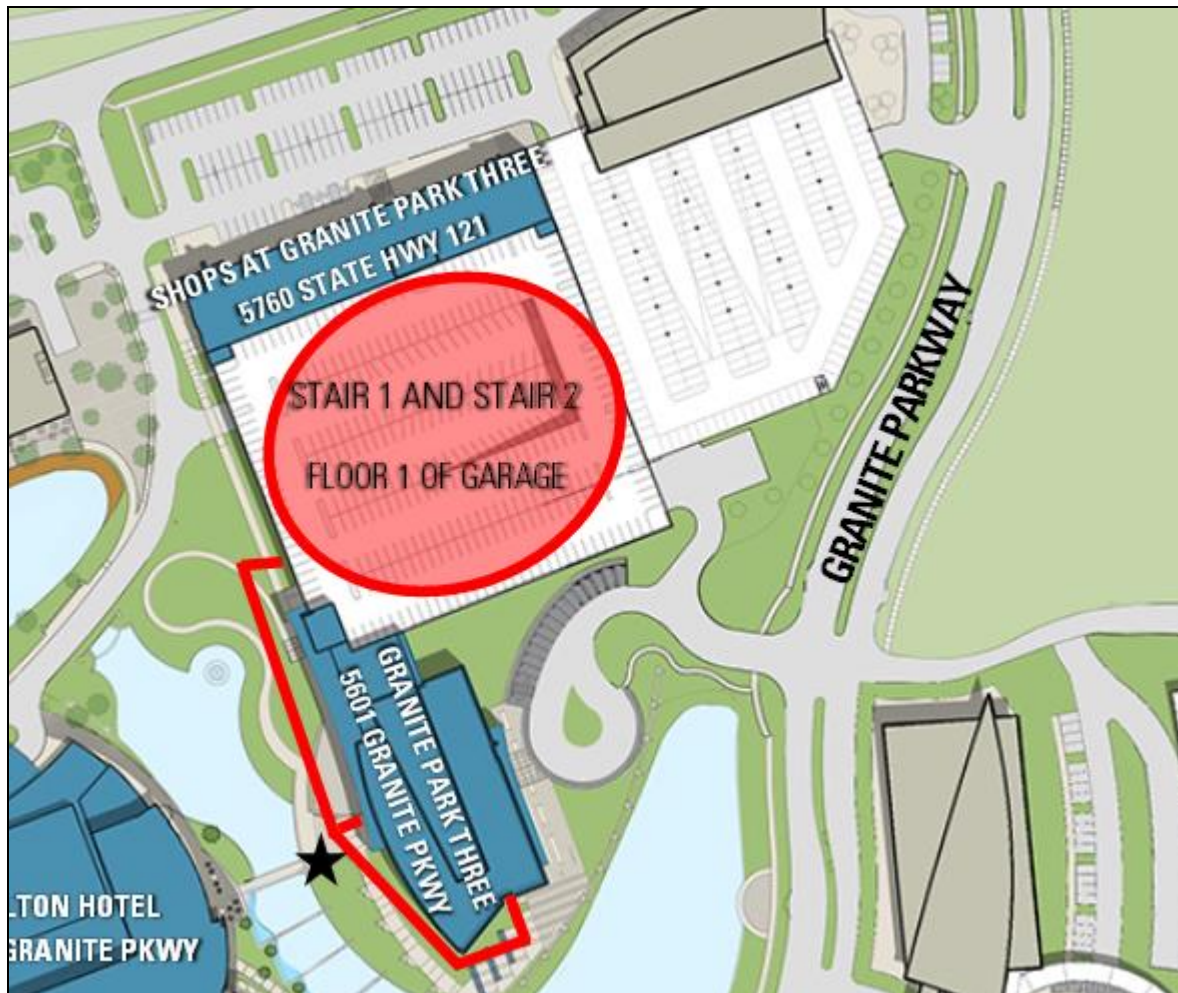 SHOPS AT GRANITE PARK THREE
5760 STATE HWY 121
STAIR 1 AND STAIR 2
FLOOR 1 OF GARAGE
GRANITE PARKWAY
GRANITE PARK THREE
5601 GRANITE PKWY
LTON HOTEL
GRANITE PKWY